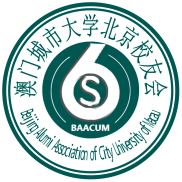 澳门城市大学北京校友会
S
BAACUM
Beijing Alumni Association of City University of Macau